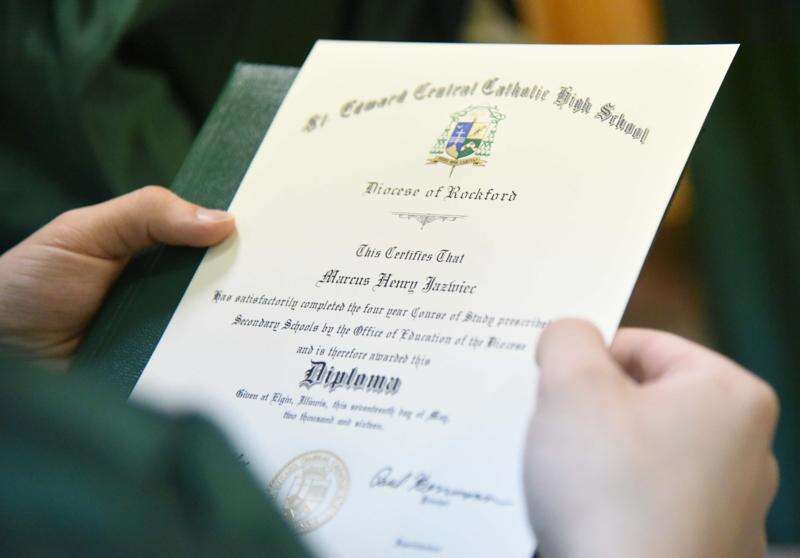 St. Edward Central Catholic High School
Diocese of Rockford
This Certifies That
Marcus Henry Jazwiec
Has satisfactorily completed the four year Course of Study prescribed
Secondary Schools by the Office of Education of the Diocese
and is therefore awarded this
Diploma
Given at Elgin, Illinois, this seventeenth day of May,
two thousand and sixteen.